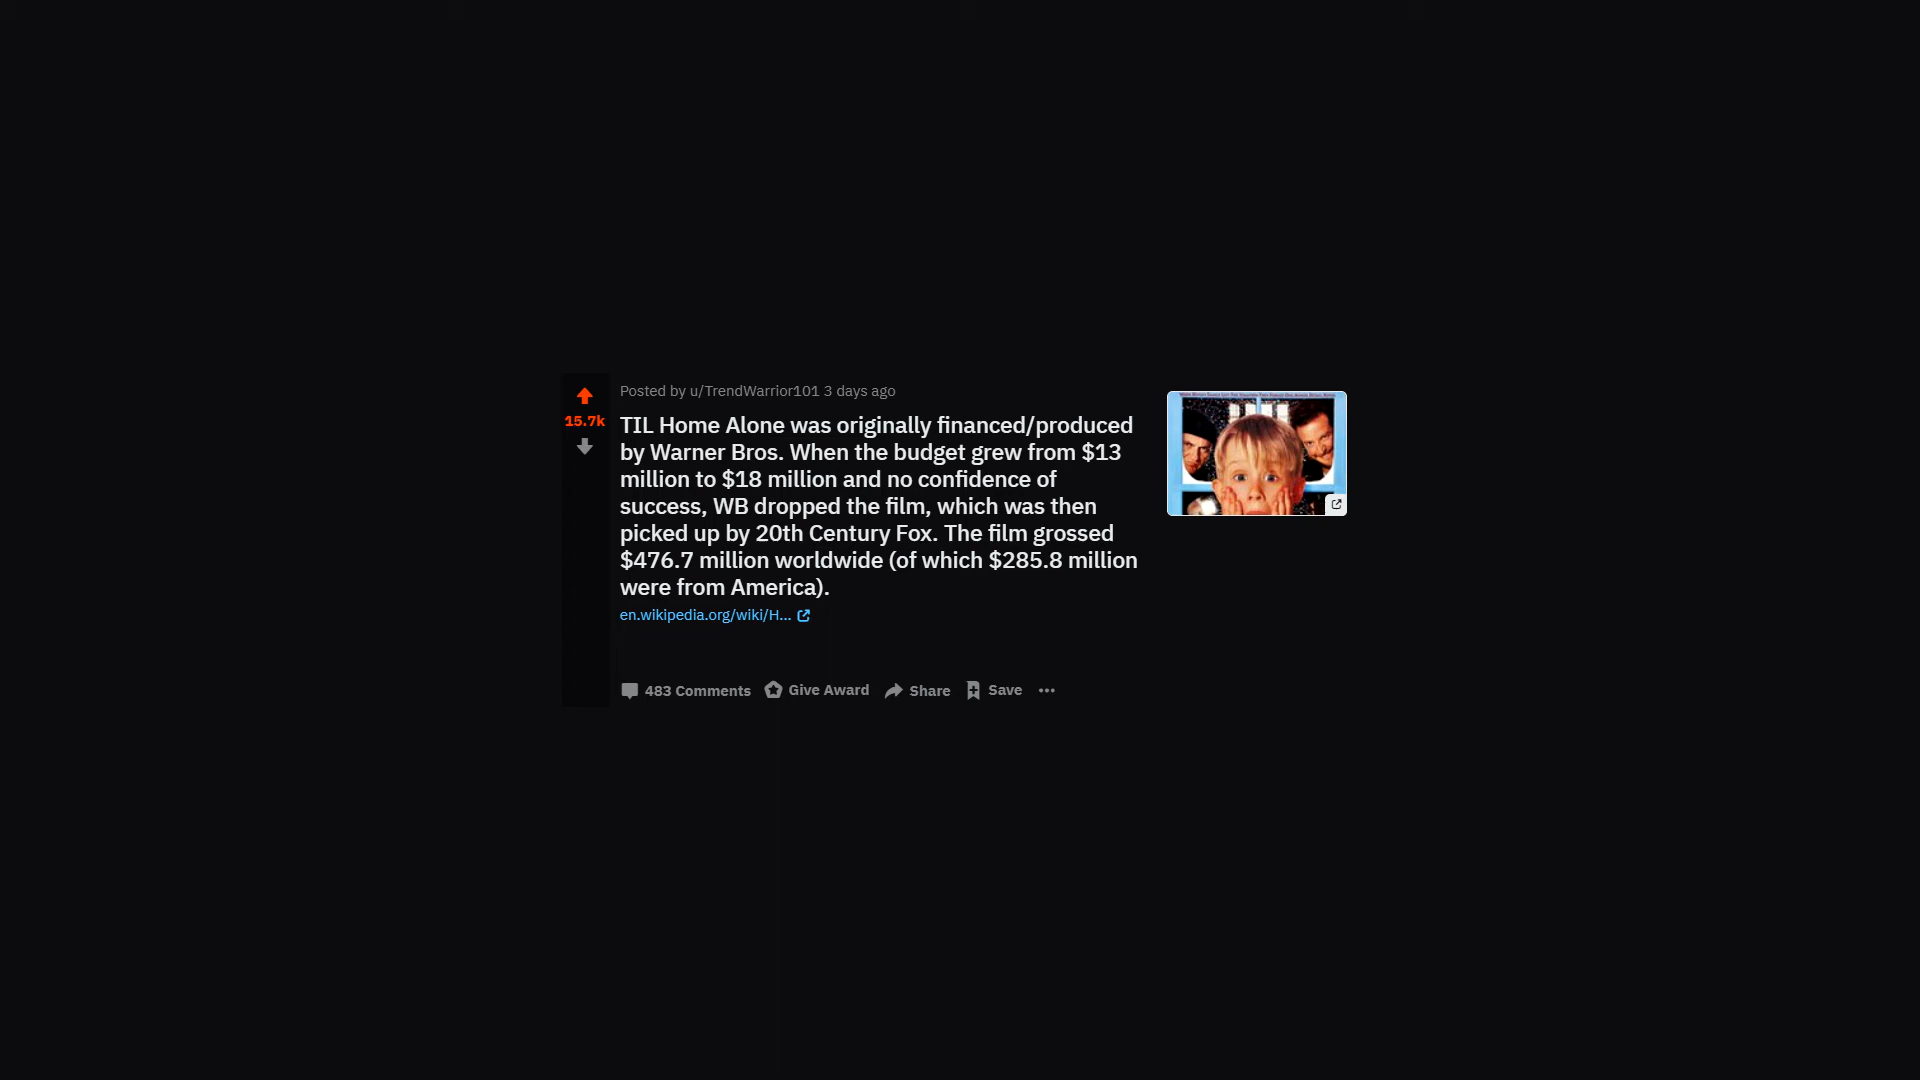 Posted by u/TrendWarrior101 3 days ago
15.7k
TIL Home Alone was originally financed/produced
by Warner Bros. When the budget grew from $13
million to $18 million and no confidence of
success, WB dropped the film, which was then
picked up by 20th Century Fox. The film grossed
$476.7 million worldwide (of which $285.8 million
were from America).
en.wikipedia.org/wiki/H...
483 Comments Give Award Share Save